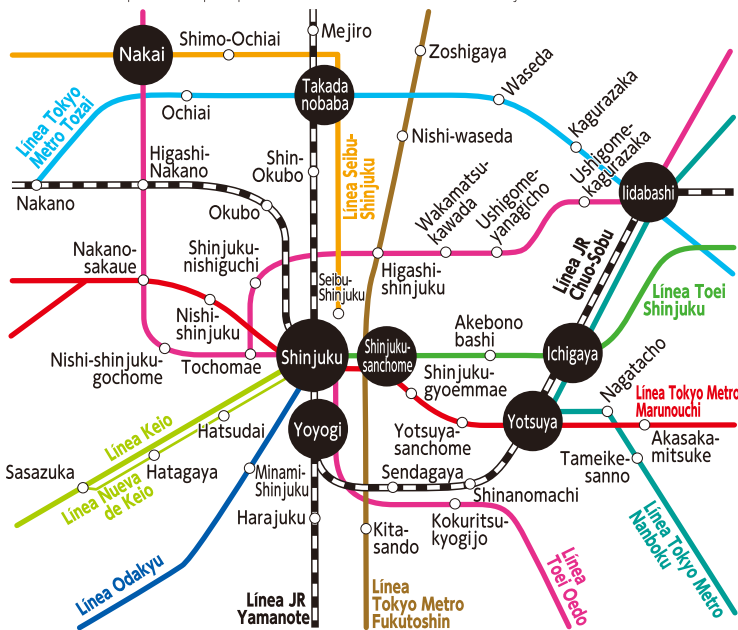 Mejiro
Shimo-Ochiai
Nakai
Zoshigaya
Takada
nobaba
Waseda
Línea Tokyo
Metro Tozai
Ochiai
Kagurazaka
Nishi-waseda
Higashi-
Nakano
Shin-
Okubo
Línea Seibu-
Shinjuku
Ushigome-
kagurazaka
Iidabashi
Nakano
Okubo
Wakamatsu-
kawada
Ushigome-
yanagicho
Nakano-
sakaue
Shinjuku-
nishiguchi
Seibu-
Shinjuku
Higashi-
shinjuku
Línea JR
Chuo-Sobu
Línea Toei
Shinjuku
Nishi-
shinjuku
Akebono
bashi
Nishi-shinjuku-
gochome
Tochomae
Shinjuku
Shinjuku-
sanchome
Ichigaya
Shinjuku-
gyoemmae
Nagatacho
Línea Tokyo Metro
Marunouchi
Línea Keio
Hatsudai
Yoyogi
Yotsuya-
sanchome
Yotsuya
Akasaka-
mitsuke
Sasazuka
Hatagaya
Línea Nueva
de Keio
Minami-
Shinjuku
Sendagaya
Shinanomachi
Tameike-
sanno
Harajuku
Kita-
sando
Kokuritsu-
kyogijo
Línea Odakyu
Línea JR
Yamanote
Línea
Tokyo Metro
Fukutoshin
Línea
Toei Oedo
Línea Tokyo Metro
Nanboku